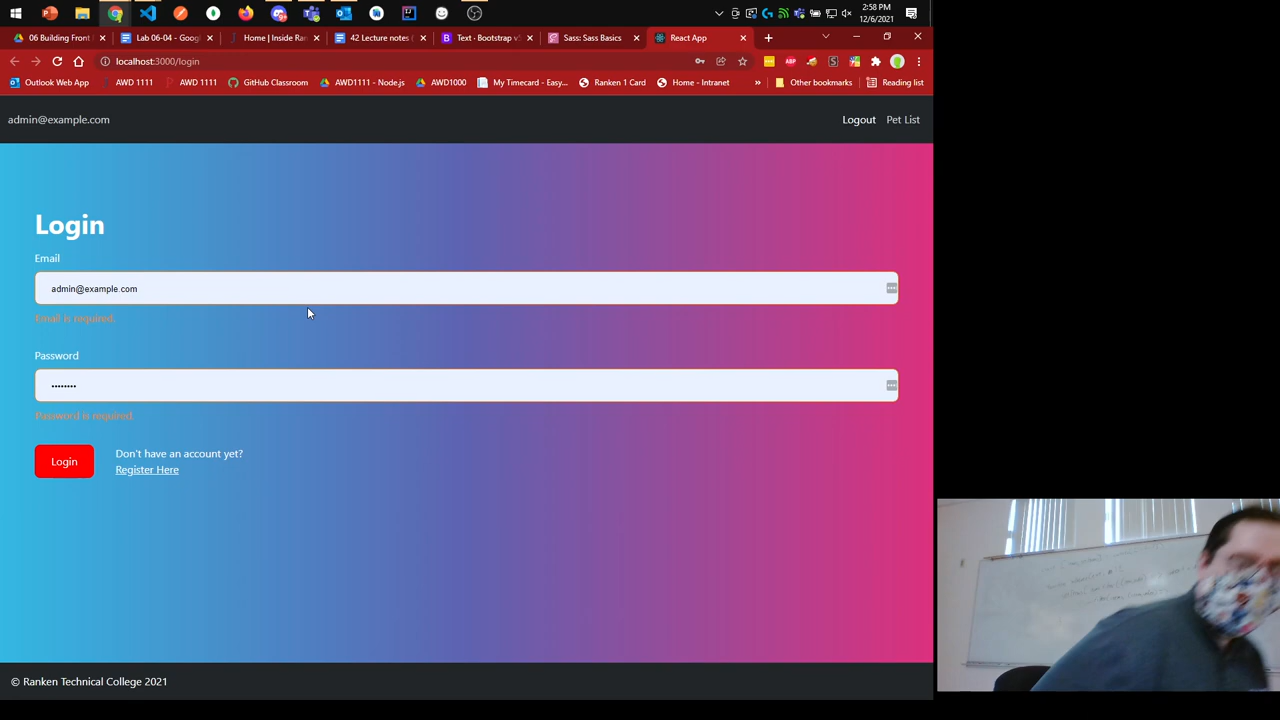 2:58 PM
12/6/2021
06 Building Front
Lab 06-04 - Googl
Home | Inside Ran
42 Lecture notes (
Text · Bootstrap v5
Sass: Sass Basics
React App
localhost:3000/login
Outlook Web App
AWD 1111
AWD 1111
GitHub Classroom
AWD1111 - Node.js
AWD1000
My Timecard - Easy...
Ranken 1 Card
Home - Intranet
Other bookmarks
Reading list
admin@example.com
Logout
Pet List
Login
Email
admin@example.com
Email is required.
Password
Password is required.
Login
Don't have an account yet?
Register Here
© Ranken Technical College 2021